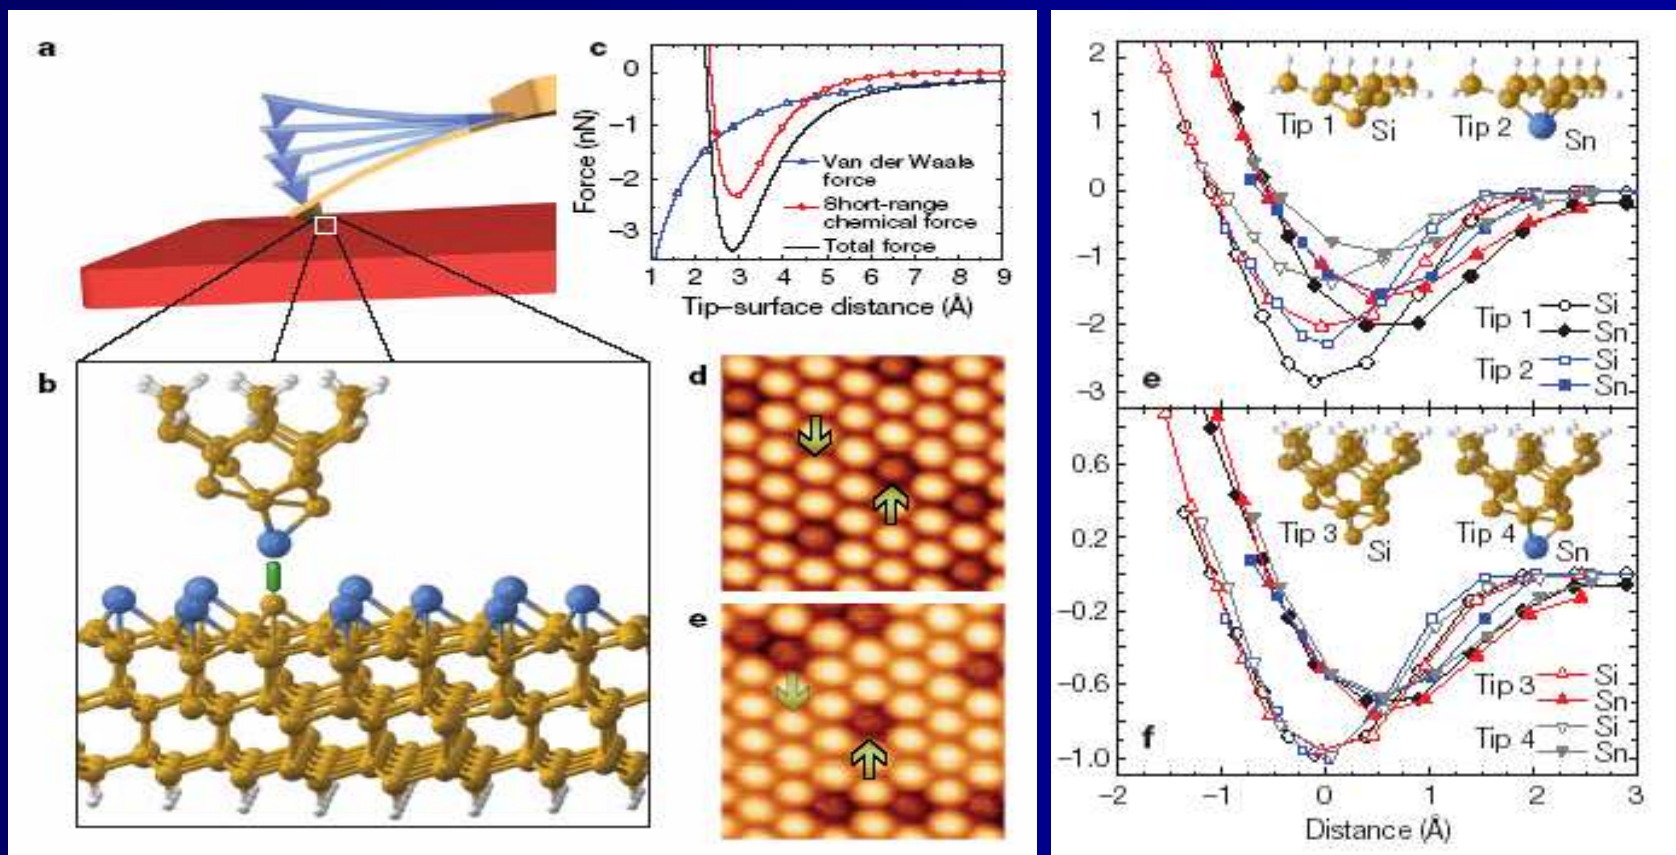 a
b
c
0
−1
−2
−3
Force (nN)
Van der Waals
force
Short-range
chemical force
Total force
1 2 3 4 5 6 7 8 9
Tip–surface distance (Å)
d
e
2
1
0
−1
−2
−3
Tip 1 Si
Tip 2 Sn
Tip 1 Si
Sn
Tip 2 Si
Sn
e
0.6
0.2
−0.2
−0.6
−1.0
Tip 3 Si
Tip 4 Sn
Tip 3 Si
Sn
Tip 4 Si
Sn
f
−2 −1 0 1 2 3
Distance (Å)